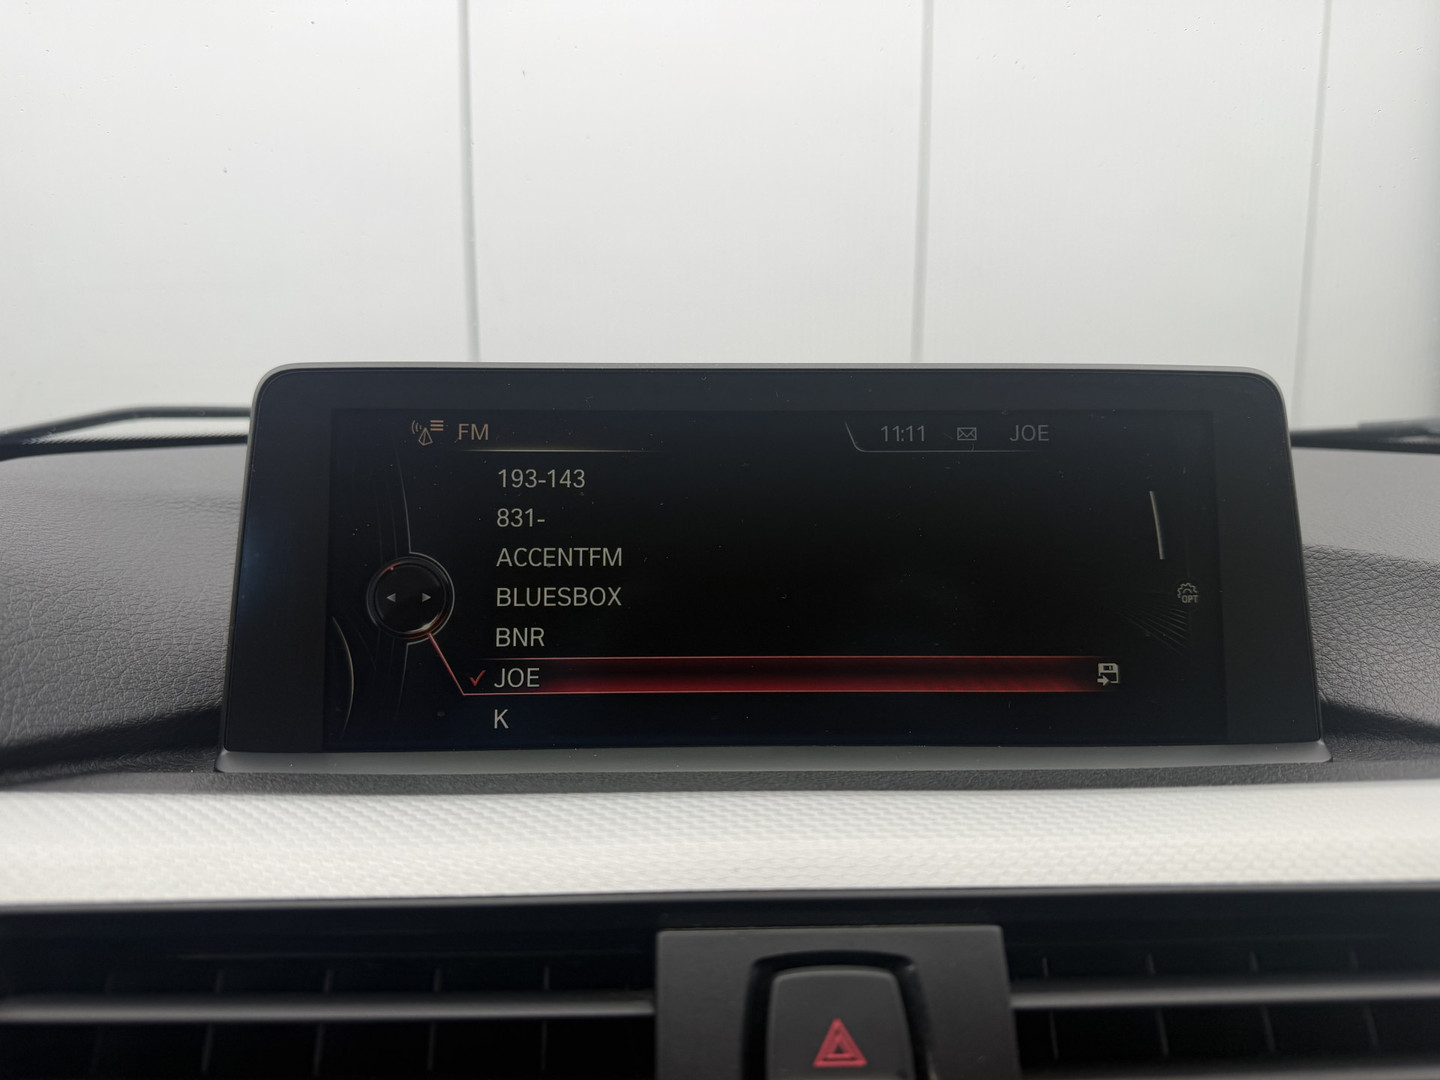 FM
11:11 JOE
193-143
831-
ACCENTFM
BLUESBOX
BNR
JOE
K
OPT